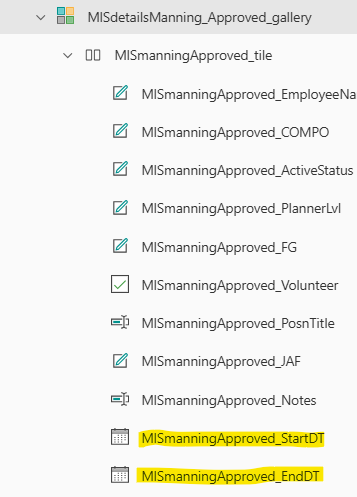 MISdetailsManning_Approved_gallery
MISmanningApproved_tile
MISmanningApproved_EmployeeNa
MISmanningApproved_COMPO
MISmanningApproved_ActiveStatus
MISmanningApproved_PlannerLvl
MISmanningApproved_FG
MISmanningApproved_Volunteer
MISmanningApproved_PosnTitle
MISmanningApproved_JAF
MISmanningApproved_Notes
MISmanningApproved_StartDT
MISmanningApproved_EndDT